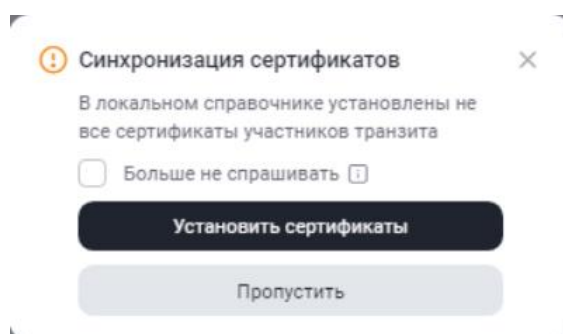 Синхронизация сертификатов
В локальном справочнике установлены не
все сертификаты участников транзита
Больше не спрашивать
Установить сертификаты
Пропустить